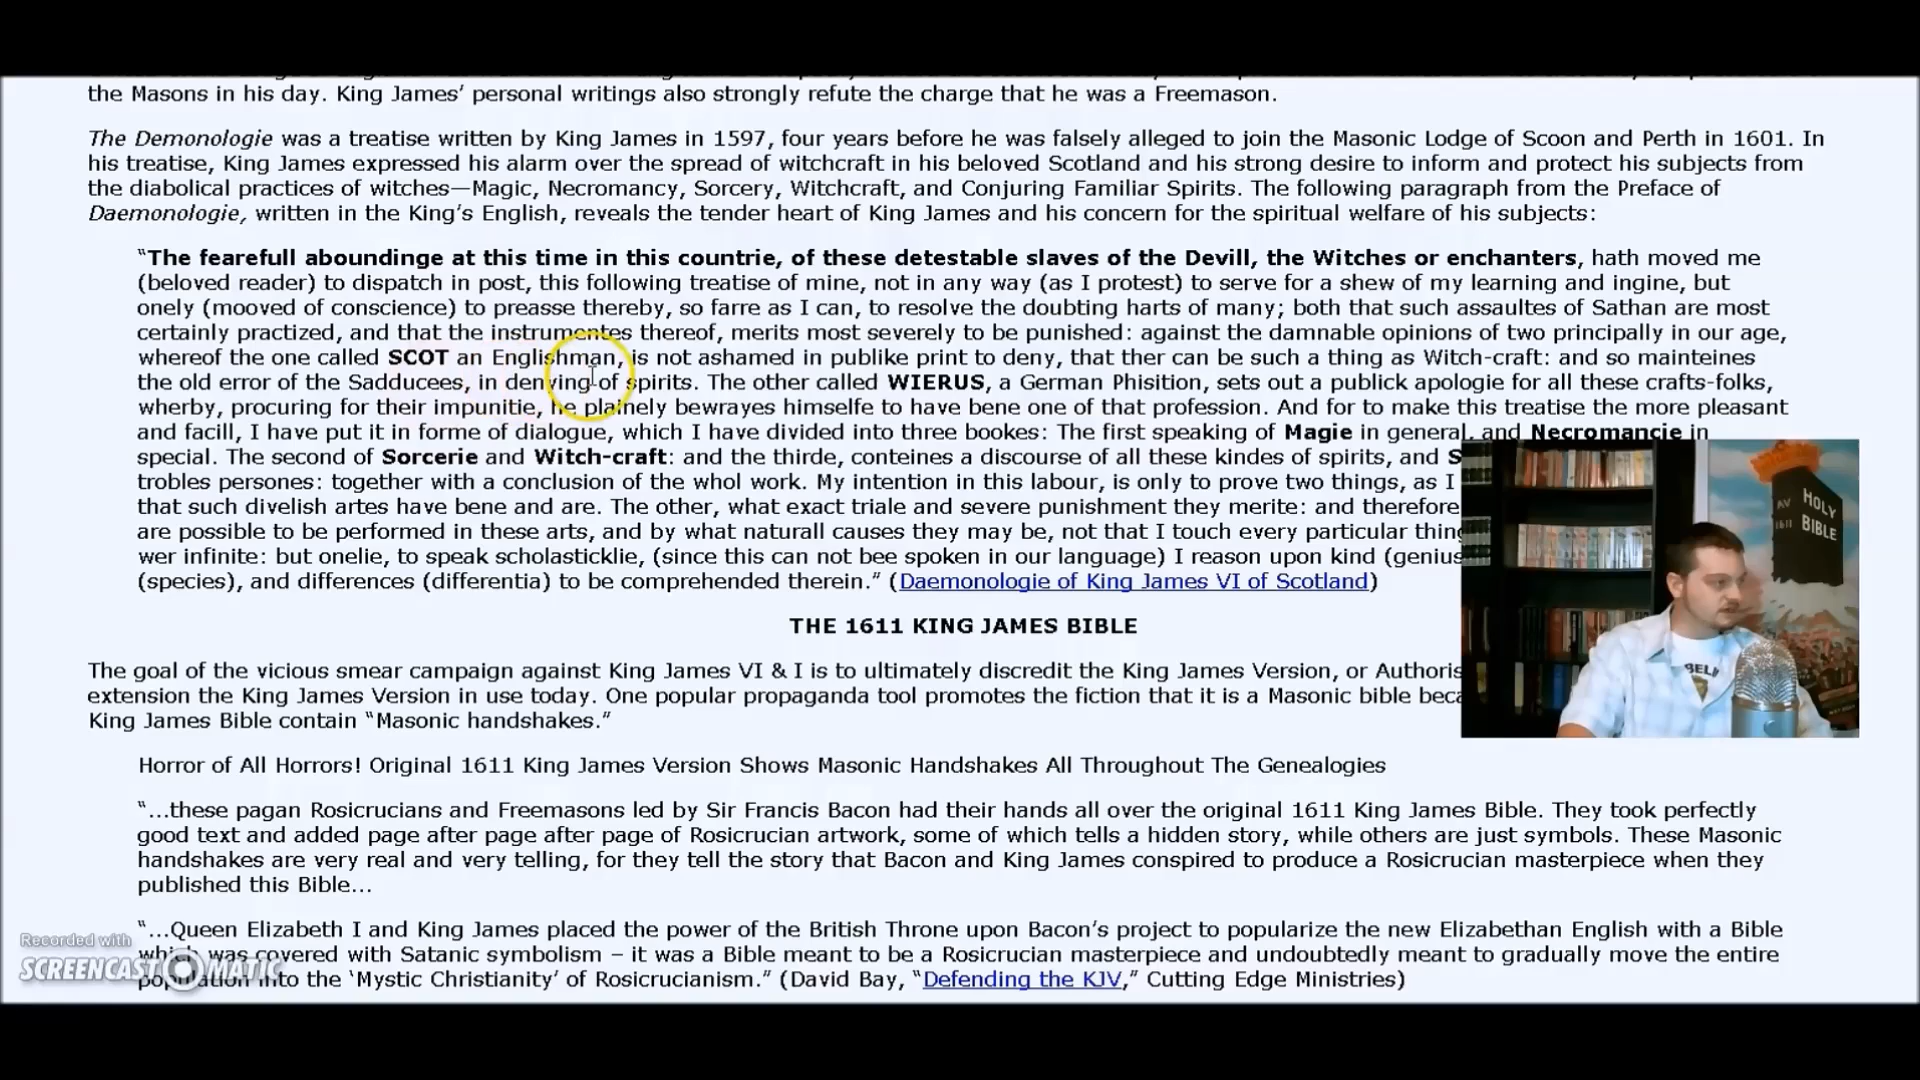 the Masons in his day. King James’ personal writings also strongly refute the charge that he was a Freemason.
The Demonologie was a treatise written by King James in 1597, four years before he was falsely alleged to join the Masonic Lodge of Scoon and Perth in 1601. In
his treatise, King James expressed his alarm over the spread of witchcraft in his beloved Scotland and his strong desire to inform and protect his subjects from
the diabolical practices of witches—Magic, Necromancy, Sorcery, Witchcraft, and Conjuring Familiar Spirits. The following paragraph from the Preface of
Daemonologie, written in the King’s English, reveals the tender heart of King James and his concern for the spiritual welfare of his subjects:
“The fearefull aboundinge at this time in this countrie, of these detestable slaves of the Devill, the Witches or enchanters, hath moved me
(beloved reader) to dispatch in post, this following treatise of mine, not in any way (as I protest) to serve for a shew of my learning and ingine, but
onely (mooved of conscience) to preasse thereby, so farre as I can, to resolve the doubting harts of many; both that such assaultes of Sathan are most
certainly practized, and that the instrumentes thereof, merits most severely to be punished: against the damnable opinions of two principally in our age,
whereof the one called SCOT an Englishman, is not ashamed in publike print to deny, that ther can be such a thing as Witch-craft: and so mainteines
the old error of the Sadducees, in denying of spirits. The other called WIERUS, a German Phisition, sets out a publick apologie for all these crafts-folks,
wherby, procuring for their impunitie, he plainely bewrayes himselfe to have bene one of that profession. And for to make this treatise the more pleasant
and facill, I have put it in forme of dialogue, which I have divided into three bookes: The first speaking of Magie in general, and Necromancie in
special. The second of Sorcerie and Witch-craft: and the thirde, conteines a discourse of all these kindes of spirits, and S
trobles persones: together with a conclusion of the whol work. My intention in this labour, is only to prove two things, as I
that such divelish artes have bene and are. The other, what exact triale and severe punishment they merite: and therefore
are possible to be performed in these arts, and by what naturall causes they may be, not that I touch every particular thing
wer infinite: but onelie, to speak scholasticklie, (since this can not bee spoken in our language) I reason upon kind (genius
(species), and differences (differentia) to be comprehended therein.” (Daemonologie of King James VI of Scotland)
THE 1611 KING JAMES BIBLE
The goal of the vicious smear campaign against King James VI & I is to ultimately discredit the King James Version, or Authoris
extension the King James Version in use today. One popular propaganda tool promotes the fiction that it is a Masonic bible beca
King James Bible contain “Masonic handshakes.”
Horror of All Horrors! Original 1611 King James Version Shows Masonic Handshakes All Throughout The Genealogies
“…these pagan Rosicrucians and Freemasons led by Sir Francis Bacon had their hands all over the original 1611 King James Bible. They took perfectly
good text and added page after page after page of Rosicrucian artwork, some of which tells a hidden story, while others are just symbols. These Masonic
handshakes are very real and very telling, for they tell the story that Bacon and King James conspired to produce a Rosicrucian masterpiece when they
published this Bible…
“…Queen Elizabeth I and King James placed the power of the British Throne upon Bacon’s project to popularize the new Elizabethan English with a Bible
which was covered with Satanic symbolism – it was a Bible meant to be a Rosicrucian masterpiece and undoubtedly meant to gradually move the entire
population into the ‘Mystic Christianity’ of Rosicrucianism.” (David Bay, “Defending the KJV,” Cutting Edge Ministries)
AV
1611
HOLY
BIBLE
Recorded with
SCREENCAST-O-MATIC